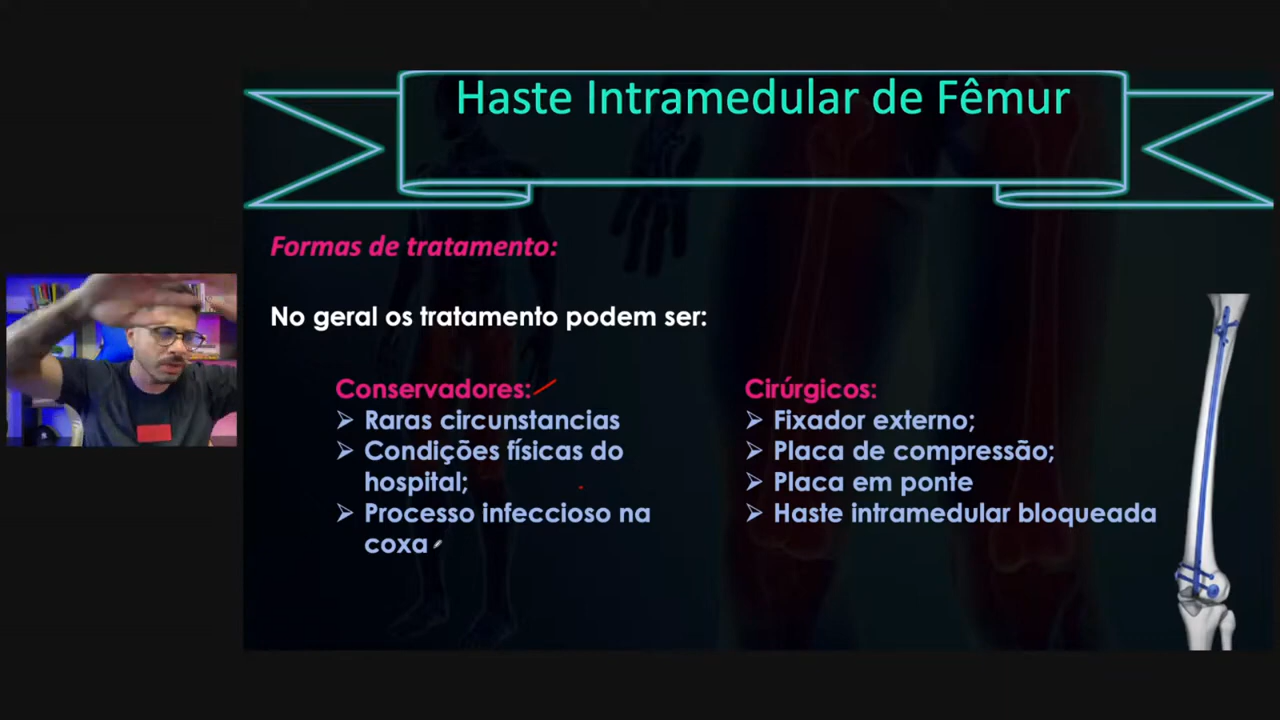 Haste Intramedular de Fêmur
Formas de tratamento:
No geral os tratamento podem ser:
Conservadores:
Raras circunstancias
Condições físicas do
hospital;
Processo infeccioso na
coxa
Cirúrgicos:
Fixador externo;
Placa de compressão;
Placa em ponte
Haste intramedular bloqueada